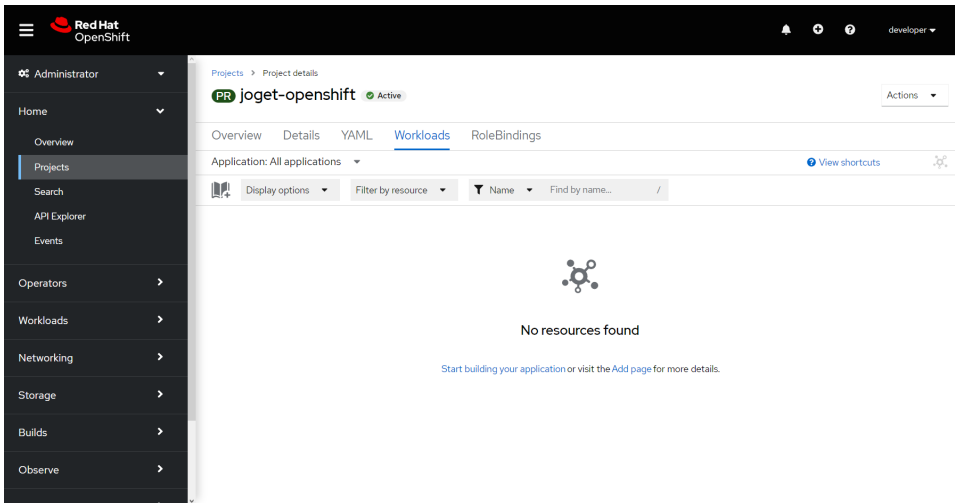 Red Hat
OpenShift
developer
Administrator
Home
Overview
Projects
Search
API Explorer
Events
Operators
Workloads
Networking
Storage
Builds
Observe
Projects > Project details
PR joget-openshift Active
Actions
Overview Details YAML Workloads RoleBindings
Application: All applications
View shortcuts
Display options Filter by resource Name Find by name... /
No resources found
Start building your application or visit the Add page for more details.